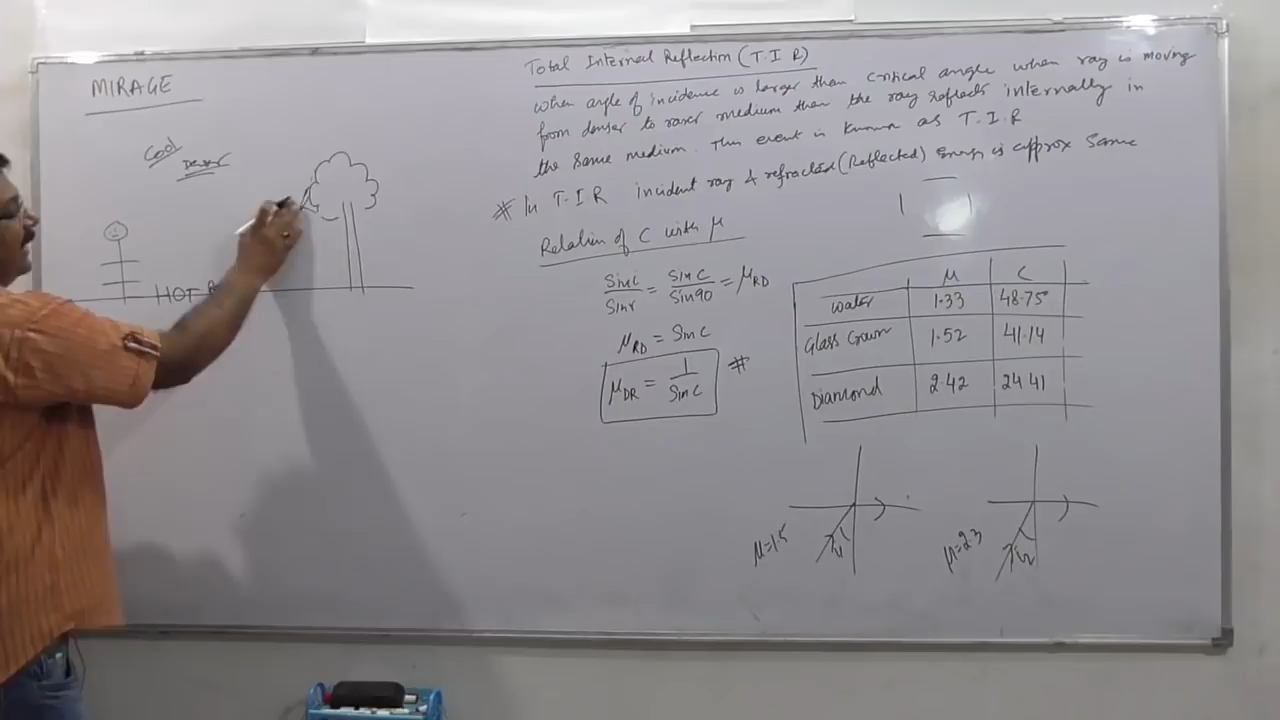 MIRAGE
Cool
Denser
HOT
Total Internal Reflection (T.I.R)
when angle of incidence is larger than critical angle when ray is moving
from denser to rarer medium then the ray reflects internally in
the same medium. This event is known as T.I.R
# In T.I.R incident ray & refracted (Reflected) Energy is approx same
Relation of C with μ
Sin i / Sin r = Sin C / Sin 90 = μRD
μRD = Sin C
μDR = 1 / Sin C #
μ C
Water 1.33 48.75°
Glass Crown 1.52 41.14
Diamond 2.42 24.41
μ=1.5
μ=2.3